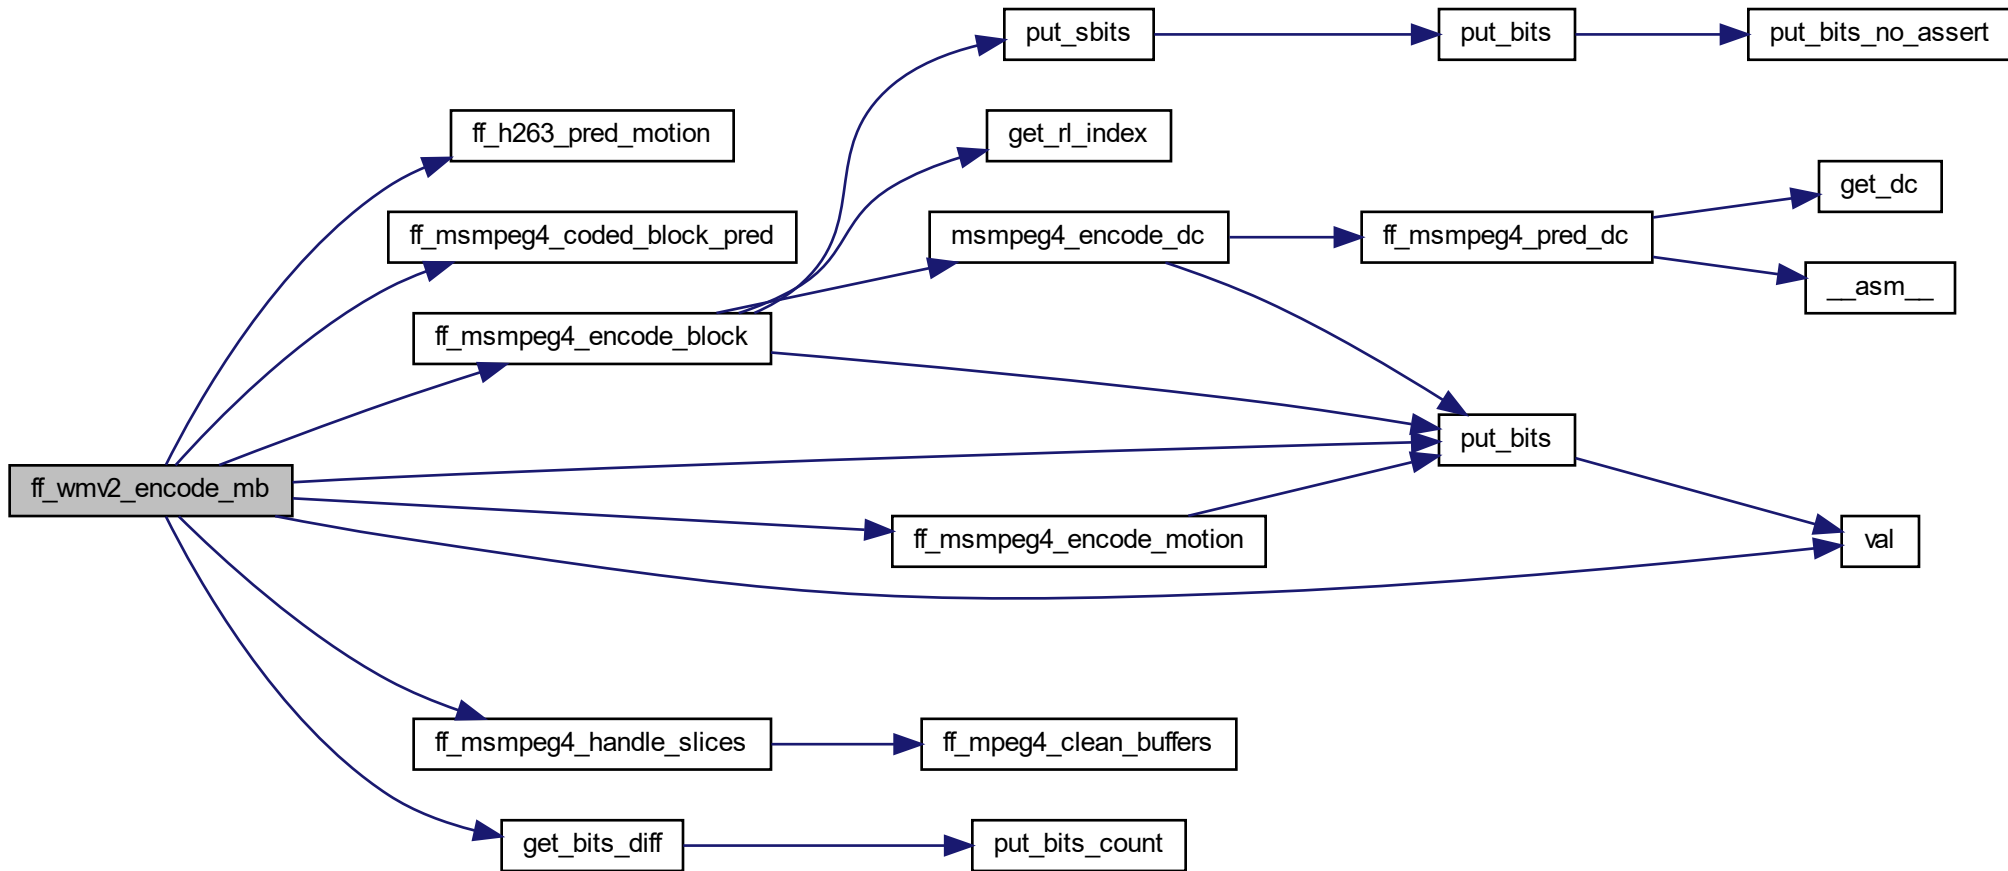 put_sbits
put_bits
put_bits_no_assert
ff_h263_pred_motion
get_rl_index
get_dc
ff_msmpeg4_coded_block_pred
msmpeg4_encode_dc
ff_msmpeg4_pred_dc
__asm__
ff_msmpeg4_encode_block
put_bits
ff_wmv2_encode_mb
ff_msmpeg4_encode_motion
val
ff_msmpeg4_handle_slices
ff_mpeg4_clean_buffers
get_bits_diff
put_bits_count